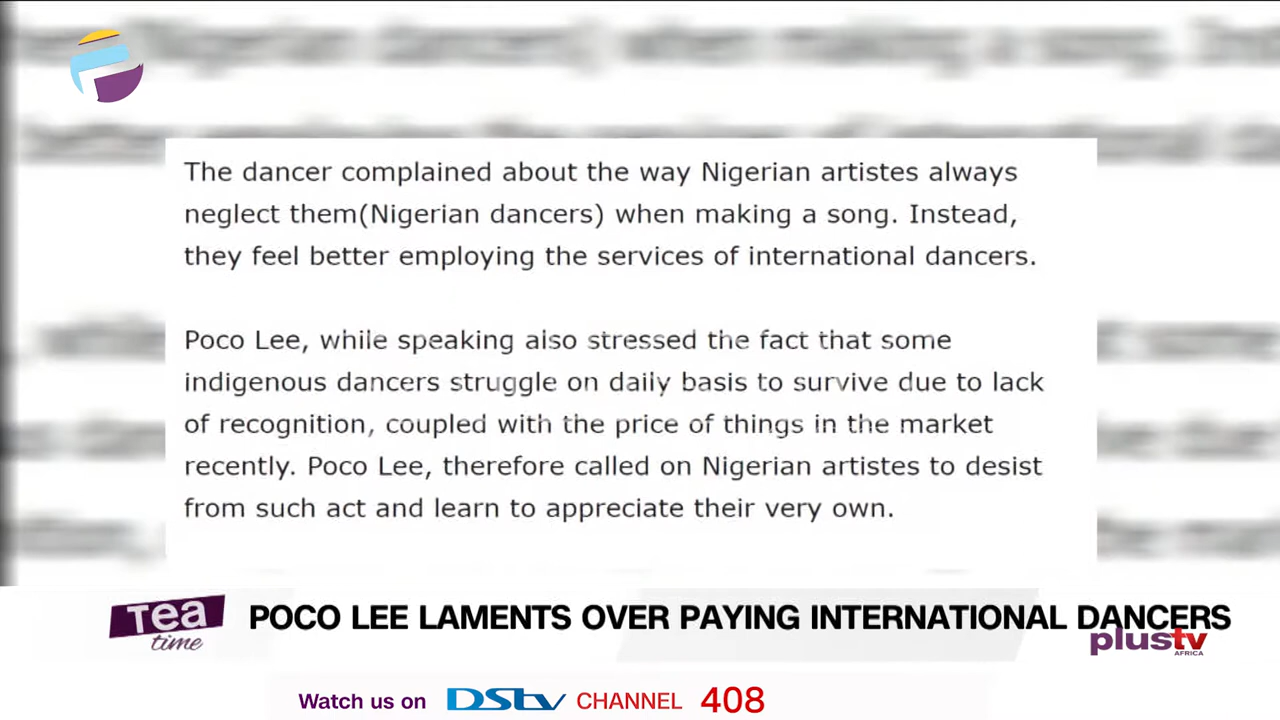 The dancer complained about the way Nigerian artistes always
neglect them(Nigerian dancers) when making a song. Instead,
they feel better employing the services of international dancers.
Poco Lee, while speaking also stressed the fact that some
indigenous dancers struggle on daily basis to survive due to lack
of recognition, coupled with the price of things in the market
recently. Poco Lee, therefore called on Nigerian artistes to desist
from such act and learn to appreciate their very own.
Tea
time
POCO LEE LAMENTS OVER PAYING INTERNATIONAL DANCERS
plustv
AFRICA
Watch us on DStv CHANNEL 408